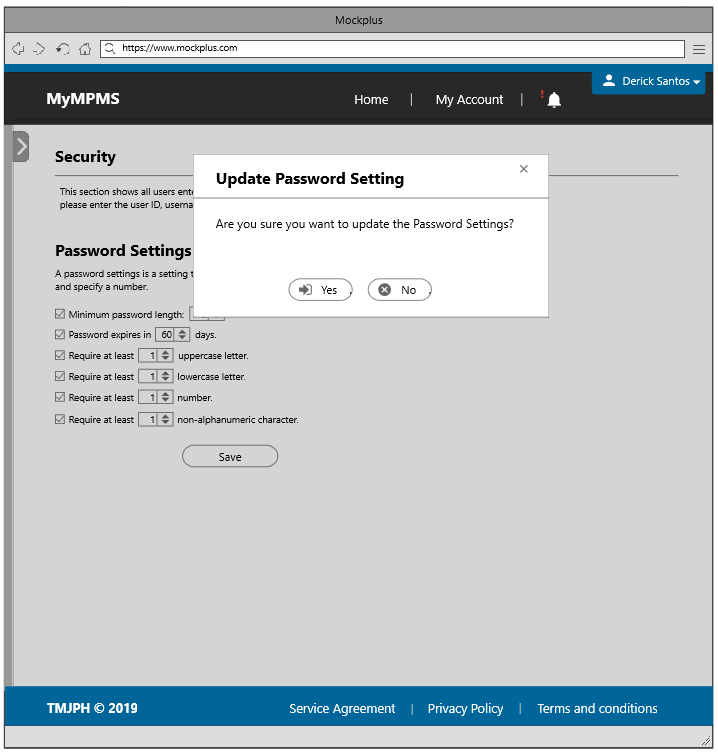 Mockplus
https://www.mockplus.com
Derick Santos
MyMPMS
Home | My Account |
!
Security
Update Password Setting
This section shows all users
please enter the user ID,
Are you sure you want to update the Password Settings?
Password Settings
A password settings is a setting
and specify a number.
Yes
No
Minimum password length:
Password expires in 60 days.
Require at least 1 uppercase letter.
Require at least 1 lowercase letter.
Require at least 1 number.
Require at least 1 non-alphanumeric character.
Save
TMJPH © 2019
Service Agreement | Privacy Policy | Terms and conditions